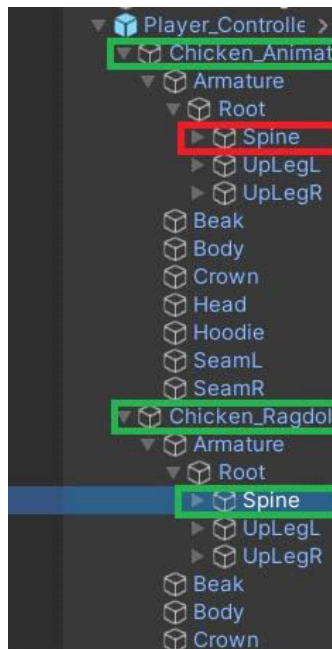 Player_Controlle
Chicken_Animat
Armature
Root
Spine
UpLegL
UpLegR
Beak
Body
Crown
Head
Hoodie
SeamL
SeamR
Chicken_Ragdol
Armature
Root
Spine
UpLegL
UpLegR
Beak
Body
Crown